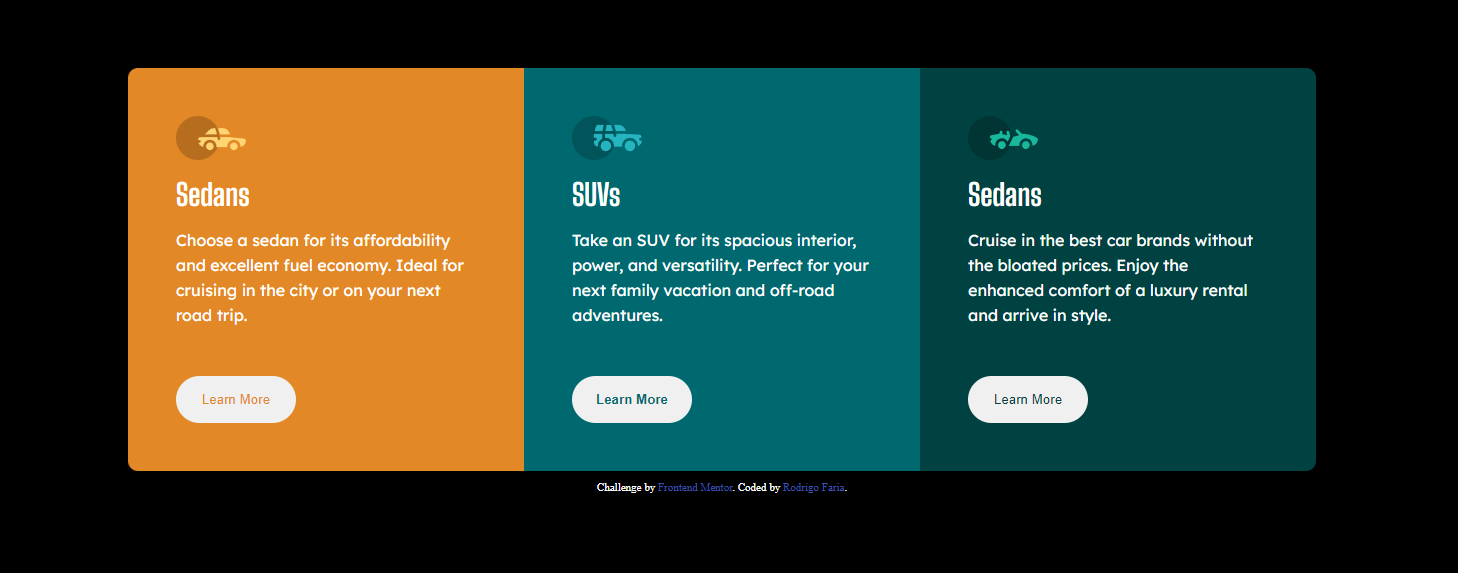 Sedans
Choose a sedan for its affordability
and excellent fuel economy. Ideal for
cruising in the city or on your next
road trip.
Learn More
SUVs
Take an SUV for its spacious interior,
power, and versatility. Perfect for your
next family vacation and off-road
adventures.
Learn More
Sedans
Cruise in the best car brands without
the bloated prices. Enjoy the
enhanced comfort of a luxury rental
and arrive in style.
Learn More
Challenge by Frontend Mentor. Coded by Rodrigo Faria.